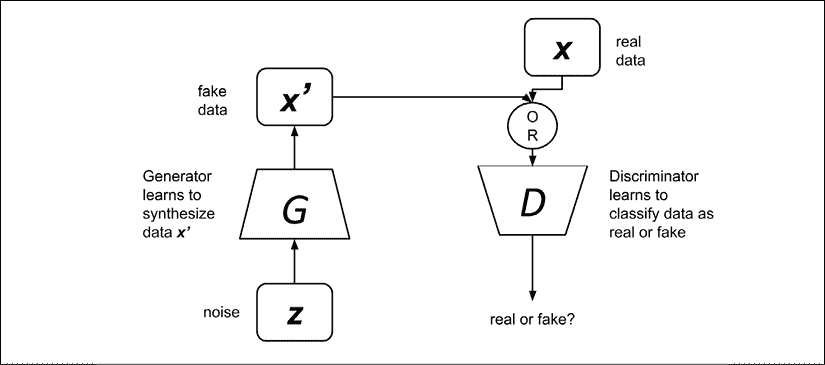 x
real
data
fake
data
x’
O
R
Generator
learns to
synthesize
data x’
G
D
Discriminator
learns to
classify data as
real or fake
noise
z
real or fake?